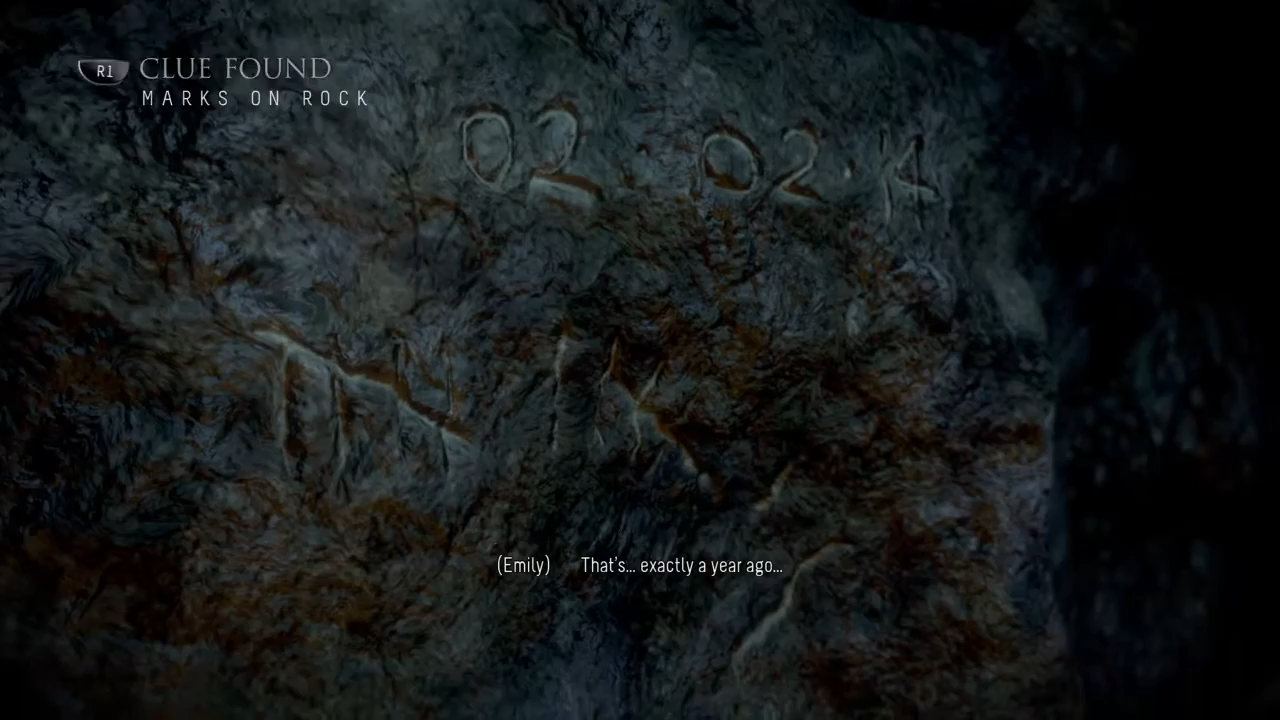 R1 CLUE FOUND
MARKS ON ROCK
02 . 02 . '14
(Emily) That's... exactly a year ago...